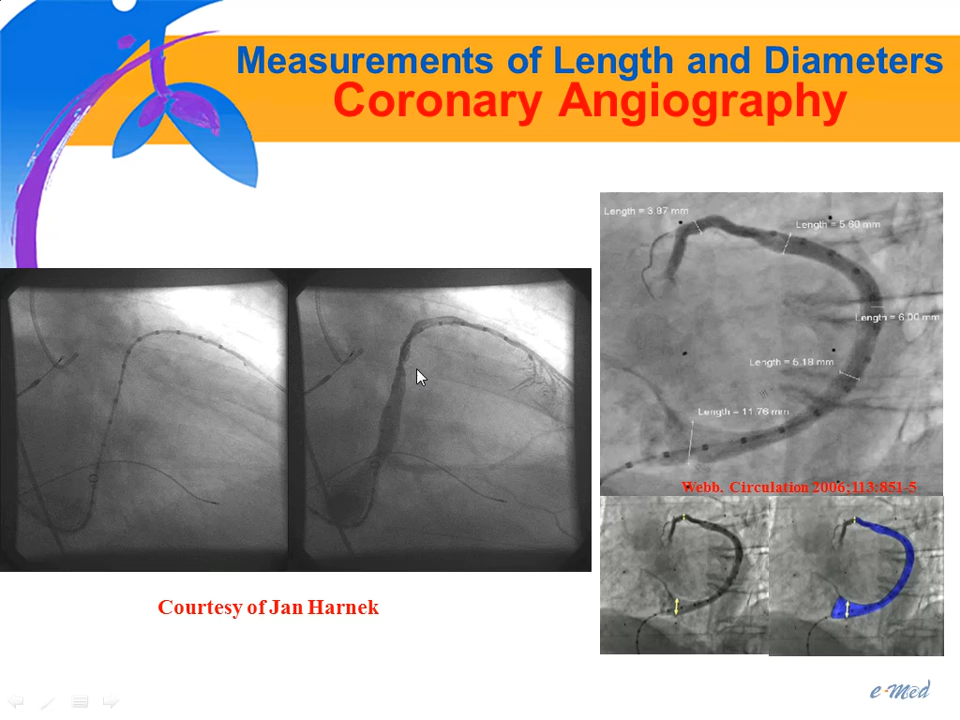 Measurements of Length and Diameters
Coronary Angiography
Length = 3.97 mm
Length = 5.60 mm
Length = 6.00 mm
Length = 6.18 mm
Length = 11.76 mm
Webb. Circulation 2006;113:851-5
Courtesy of Jan Harnek
e-Med